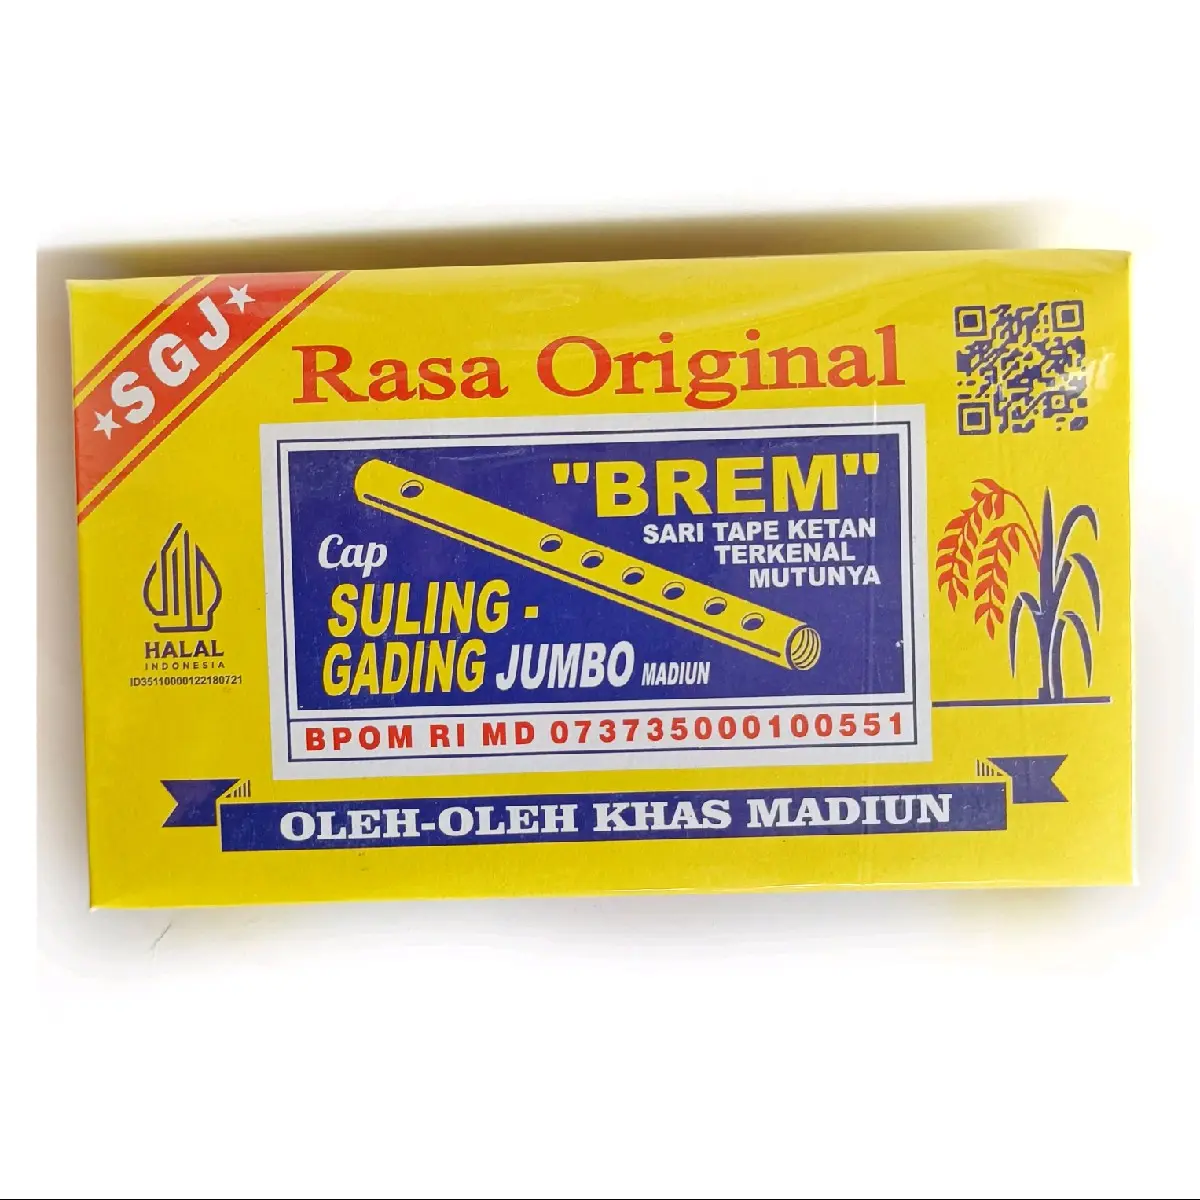 SGJ
Rasa Original
"BREM"
SARI TAPE KETAN
TERKENAL
MUTUNYA
Cap
SULING -
GADING JUMBO MADIUN
HALAL
INDONESIA
ID35110000122180721
BPOM RI MD 073735000100551
OLEH-OLEH KHAS MADIUN